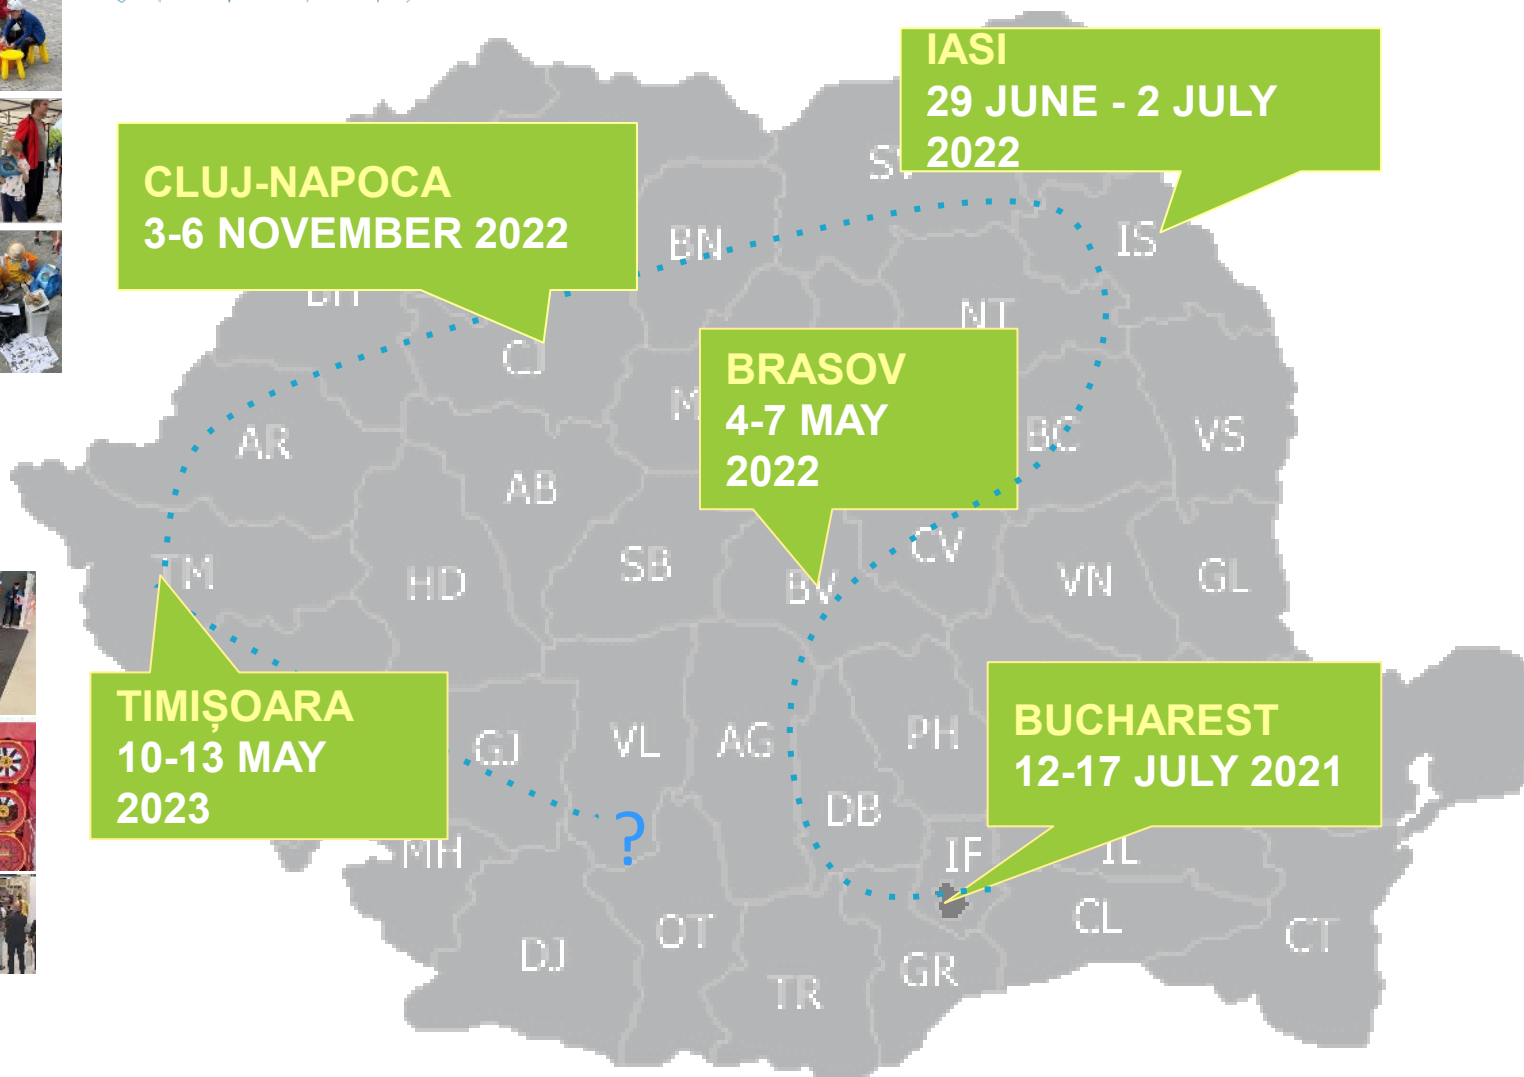 IASI
29 JUNE - 2 JULY
2022
CLUJ-NAPOCA
3-6 NOVEMBER 2022
BRASOV
4-7 MAY
2022
TIMIȘOARA
10-13 MAY
2023
BUCHAREST
12-17 JULY 2021
BN
IS
NT
CJ
AR
BC
VS
AB
TM
HD
SB
BV
CV
VN
GL
GJ
VL
AG
PH
DB
?
MH
IF
IL
DJ
OT
TR
GR
CL
CT